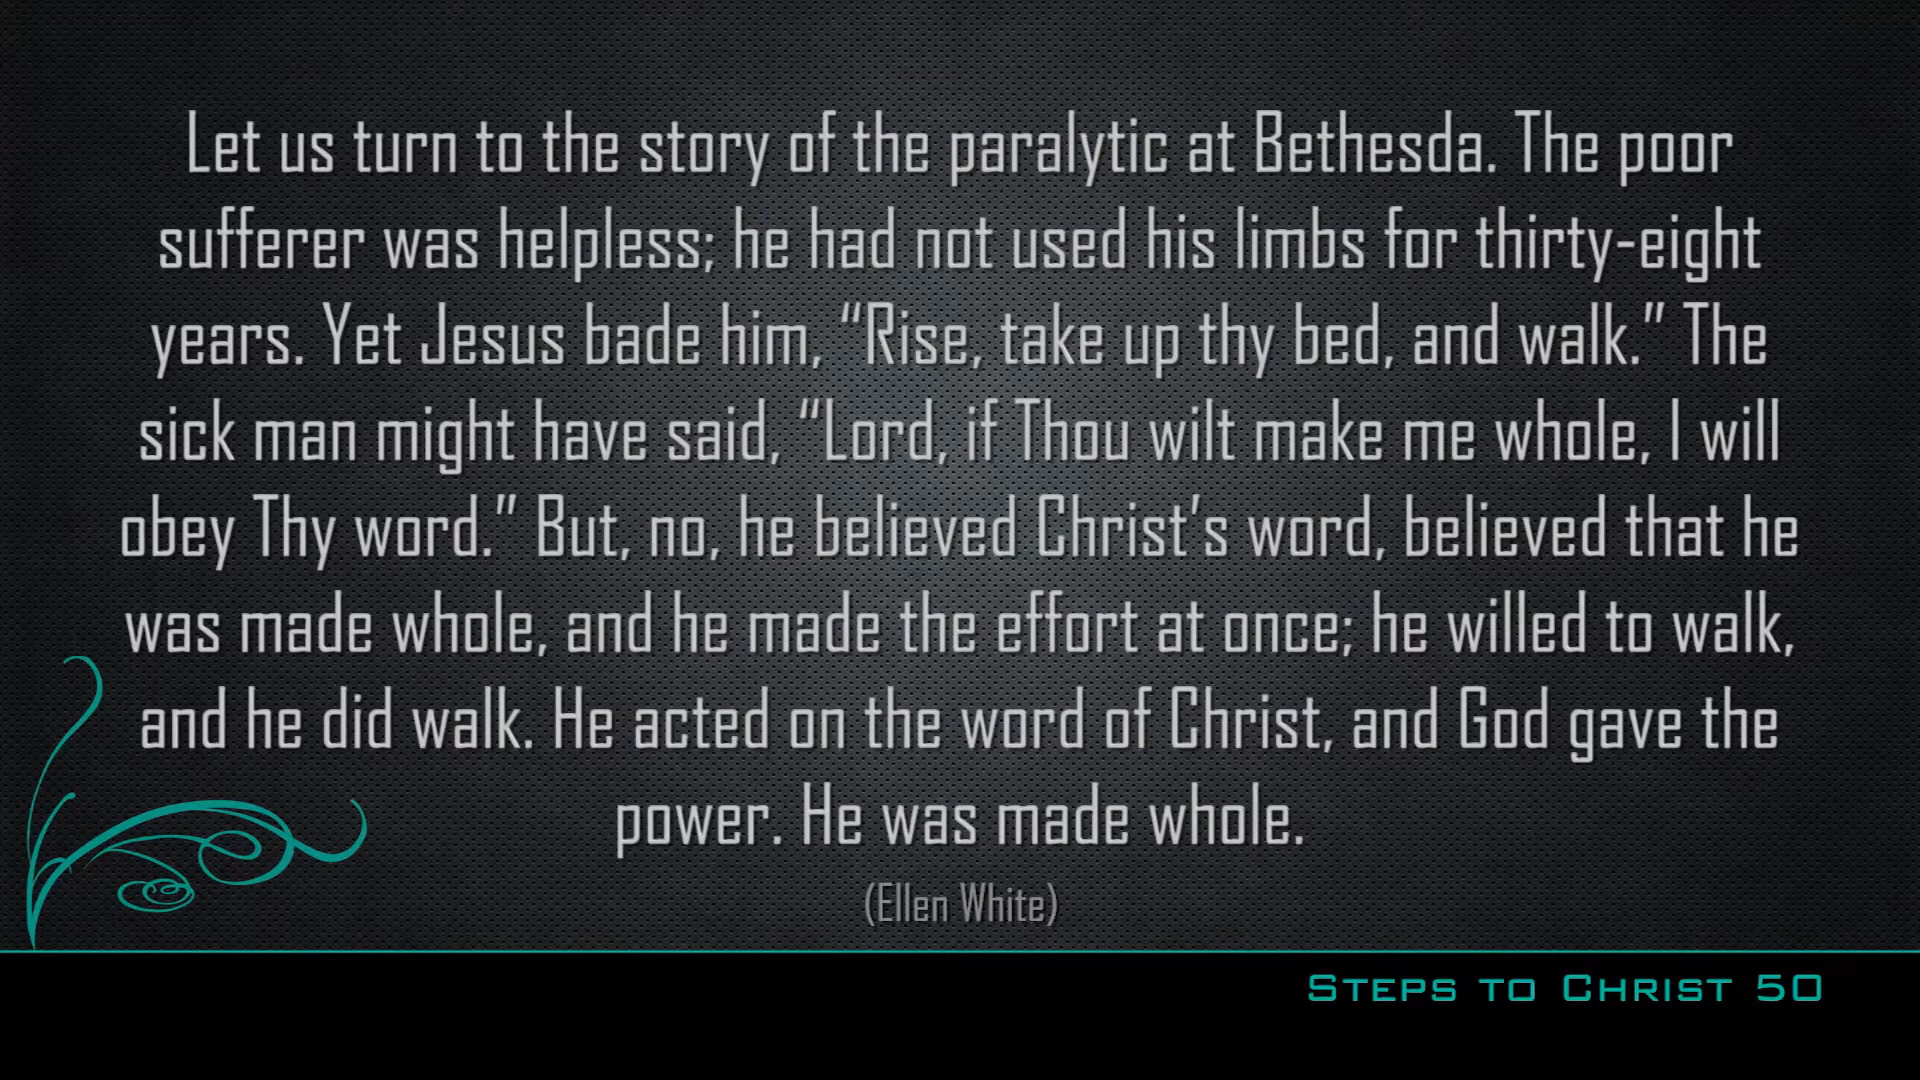 Let us turn to the story of the paralytic at Bethesda. The poor
sufferer was helpless; he had not used his limbs for thirty-eight
years. Yet Jesus bade him, “Rise, take up thy bed, and walk.” The
sick man might have said, “Lord, if Thou wilt make me whole, I will
obey Thy word.” But, no, he believed Christ’s word, believed that he
was made whole, and he made the effort at once; he willed to walk,
and he did walk. He acted on the word of Christ, and God gave the
power. He was made whole.
(Ellen White)
Steps to Christ 50